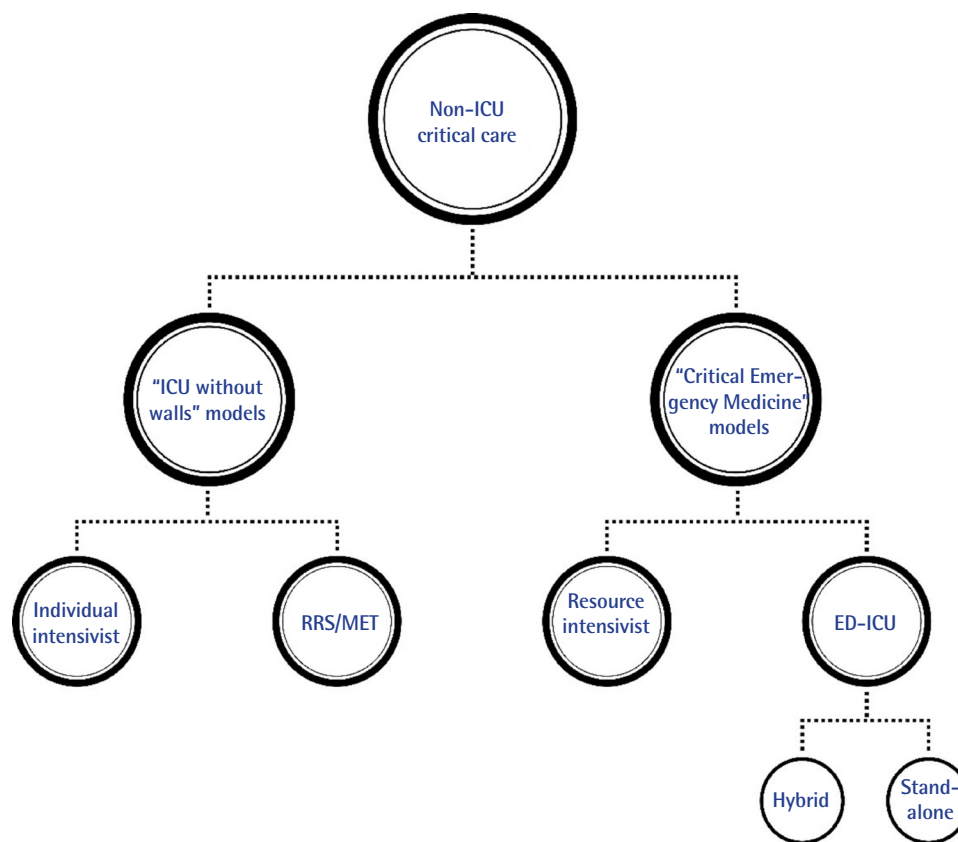 Non-ICU
critical care
“ICU without
walls” models
“Critical Emer-
gency Medicine”
models
Individual
intensivist
RRS/MET
Resource
intensivist
ED-ICU
Hybrid
Stand-
alone